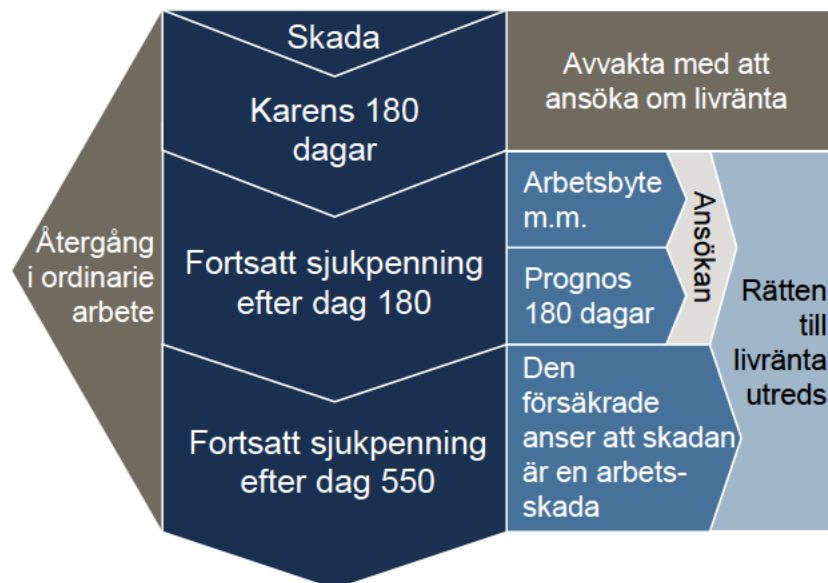 Skada
Karens 180
dagar
Avvakta med att
ansöka om livränta
Återgång
i ordinarie
arbete
Fortsatt sjukpenning
efter dag 180
Arbetsbyte
m.m.
Prognos
180 dagar
Ansökan
Rätten
till
livränta
utreds
Fortsatt sjukpenning
efter dag 550
Den
försäkrade
anser att skadan
är en arbets-
skada